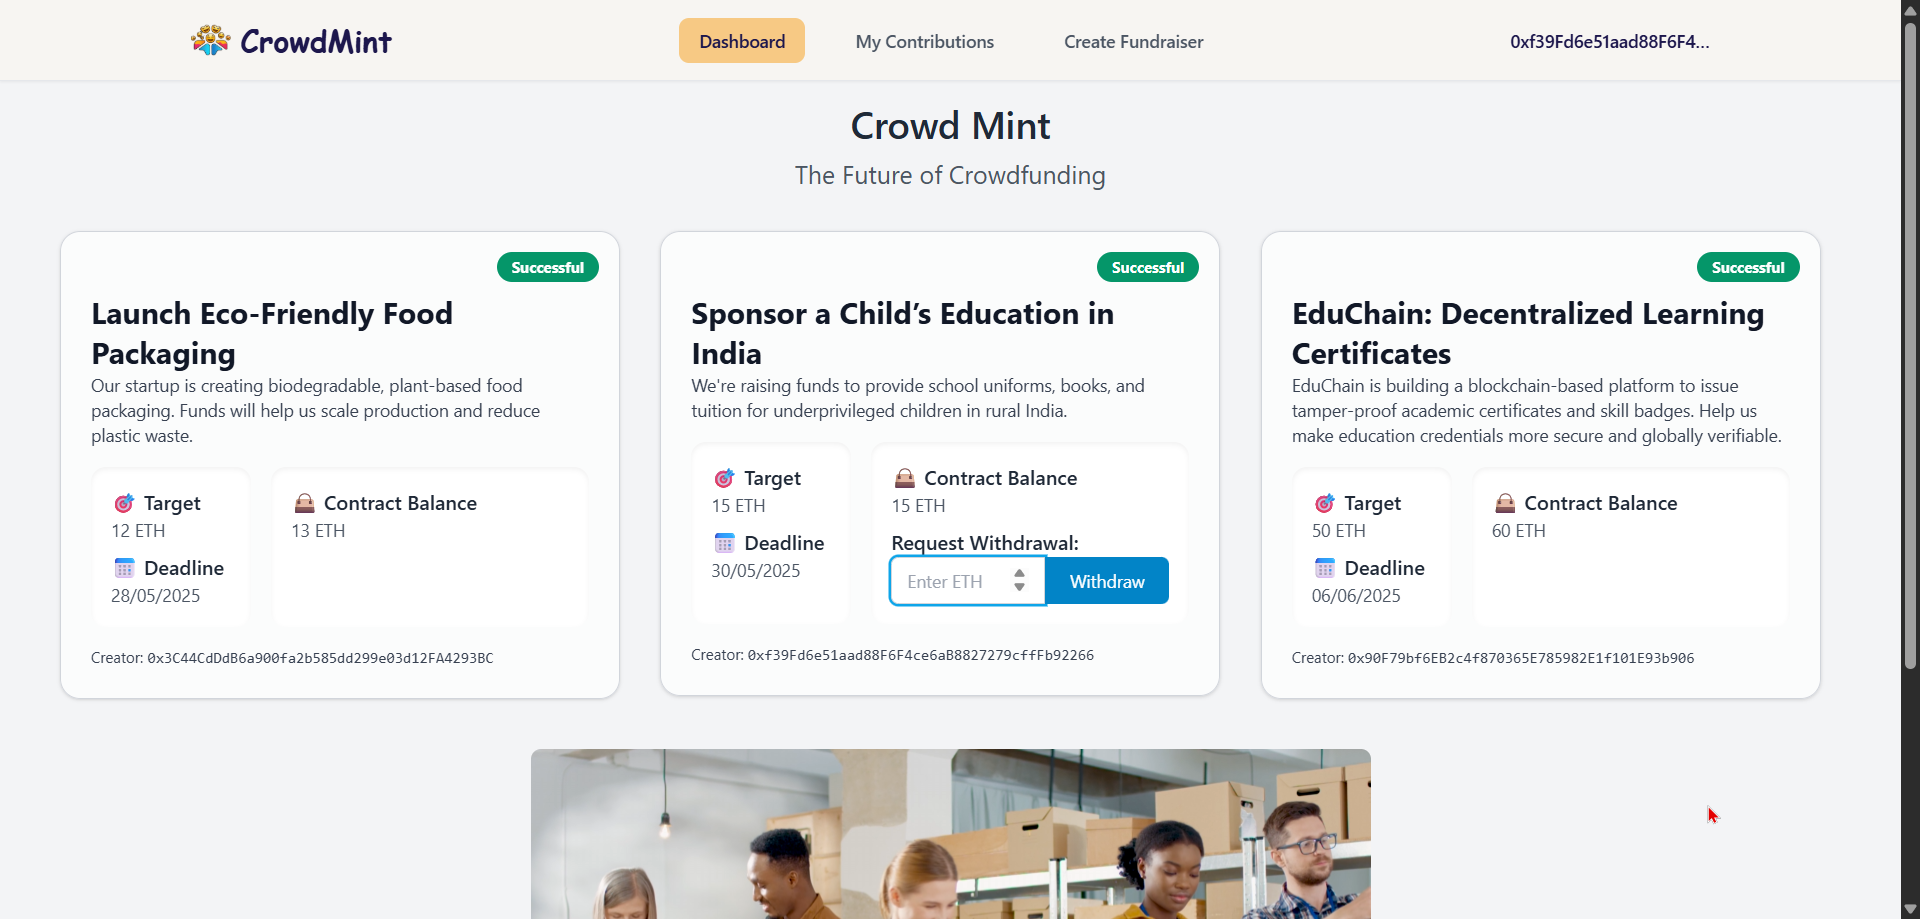 CrowdMint
Dashboard
My Contributions
Create Fundraiser
0xf39Fd6e51aad88F6F4...
Crowd Mint
The Future of Crowdfunding
Successful
Launch Eco-Friendly Food
Packaging
Our startup is creating biodegradable, plant-based food
packaging. Funds will help us scale production and reduce
plastic waste.
Target
12 ETH
Deadline
28/05/2025
Contract Balance
13 ETH
Creator: 0x3C44CdDdB6a900fa2b585dd299e03d12FA4293BC
Successful
Sponsor a Child’s Education in
India
We're raising funds to provide school uniforms, books, and
tuition for underprivileged children in rural India.
Target
15 ETH
Deadline
30/05/2025
Contract Balance
15 ETH
Request Withdrawal:
Enter ETH
Withdraw
Creator: 0xf39Fd6e51aad88F6F4ce6aB8827279cffFb92266
Successful
EduChain: Decentralized Learning
Certificates
EduChain is building a blockchain-based platform to issue
tamper-proof academic certificates and skill badges. Help us
make education credentials more secure and globally verifiable.
Target
50 ETH
Deadline
06/06/2025
Contract Balance
60 ETH
Creator: 0x90F79bf6EB2c4f870365E785982E1f101E93b906